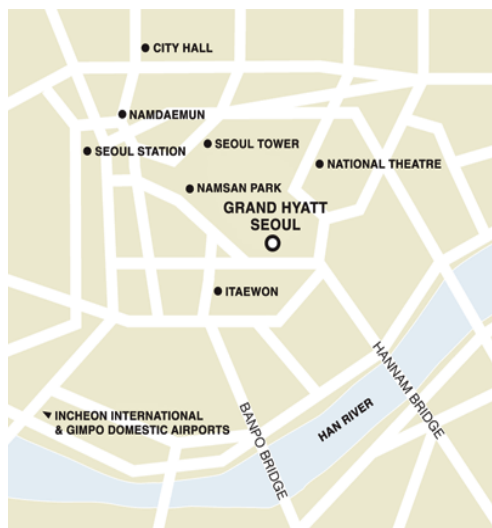 CITY HALL
NAMDAEMUN
SEOUL STATION
SEOUL TOWER
NATIONAL THEATRE
NAMSAN PARK
GRAND HYATT
SEOUL
ITAEWON
HANNAM BRIDGE
HAN RIVER
BANPO BRIDGE
INCHEON INTERNATIONAL
& GIMPO DOMESTIC AIRPORTS